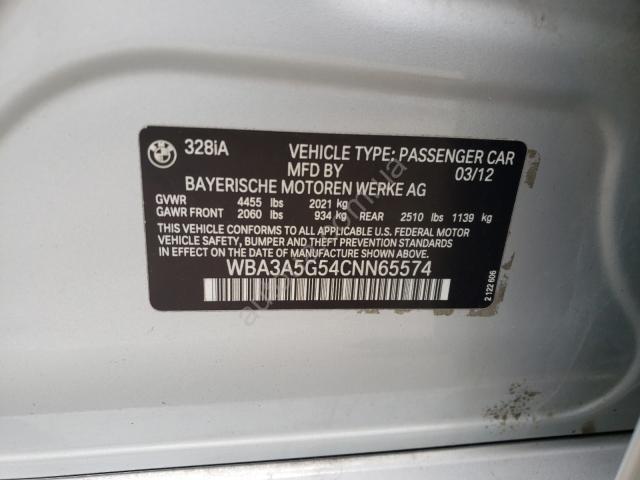 328iA VEHICLE TYPE: PASSENGER CAR
MFD BY 03/12
BAYERISCHE MOTOREN WERKE AG
GVWR 4455 lbs 2021 kg
GAWR FRONT 2060 lbs 934 kg REAR 2510 lbs 1139 kg
THIS VEHICLE CONFORMS TO ALL APPLICABLE U.S. FEDERAL MOTOR
VEHICLE SAFETY, BUMPER AND THEFT PREVENTION STANDARDS
IN EFFECT ON THE DATE OF MANUFACTURE SHOWN ABOVE.
WBA3A5G54CNN65574
2 122 606